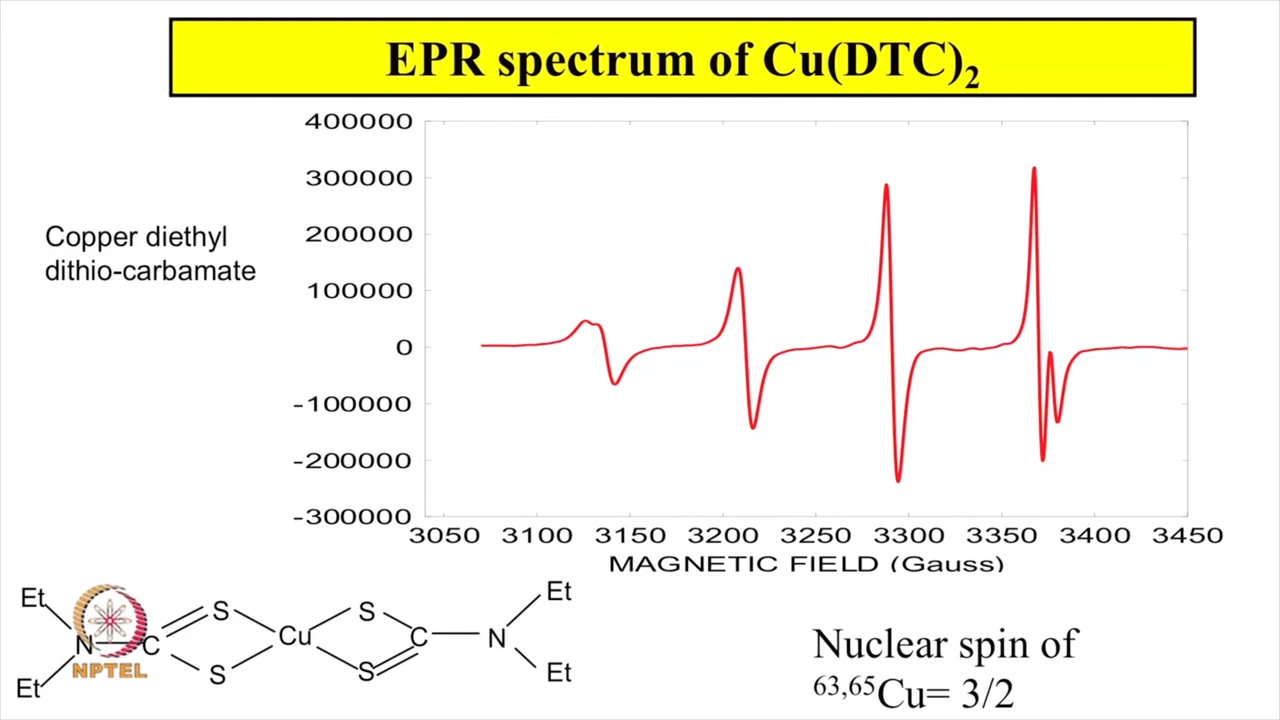 EPR spectrum of Cu(DTC)₂
Copper diethyl
dithio-carbamate
400000
300000
200000
100000
0
-100000
-200000
-300000
3050 3100 3150 3200 3250 3300 3350 3400 3450
MAGNETIC FIELD (Gauss)
Et
N
Et
C
S
S
Cu
S
S
C
N
Et
Et
NPTEL
Nuclear spin of
⁶³,⁶⁵Cu= 3/2